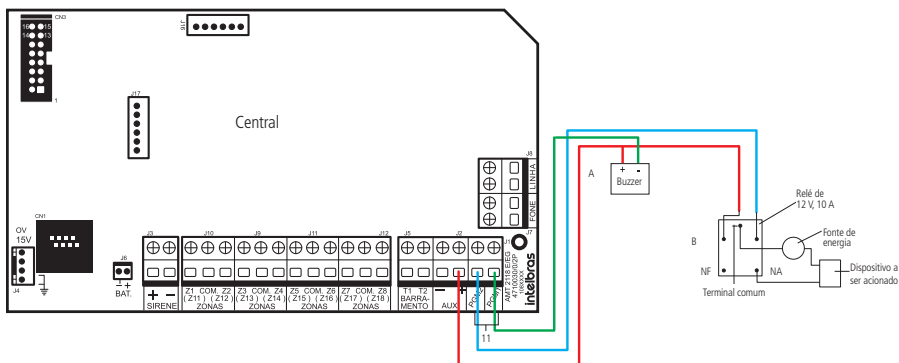 CN3
16 15
14 13
1
J16
J17
Central
CN1
OV
15V
J4
J6
BAT.
J3
SIRENE
J10
J9
J11
J12
Z1 COM. Z2
( Z11 ) ( Z12 )
ZONAS
Z3 COM. Z4
( Z13 ) ( Z14 )
ZONAS
Z5 COM. Z6
( Z15 ) ( Z16 )
ZONAS
Z7 COM. Z8
( Z17 ) ( Z18 )
ZONAS
J5
T1 T2
BARRA-
MENTO
J2
- +
AUX
PGM2
PGM1
11
J1
J8
LINHA
FONE
J7
AMT 2118 E/EG
intelbras
A
+ -
Buzzer
B
Relé de
12 V, 10 A
Fonte de
energia
NF
NA
Terminal comum
Dispositivo a
ser acionado